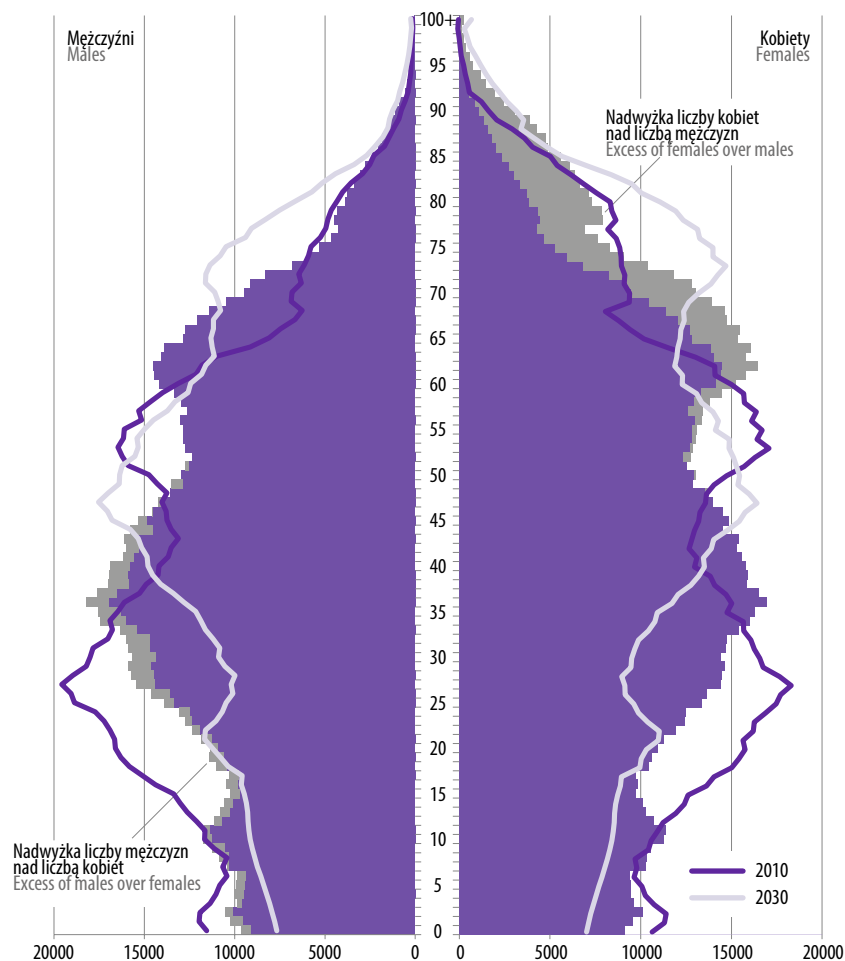 Mężczyźni
Males
100+
Kobiety
Females
95
90
Nadwyżka liczby kobiet
nad liczbą mężczyzn
Excess of females over males
85
80
75
70
65
60
55
50
45
40
35
30
25
20
15
10
Nadwyżka liczby mężczyzn
nad liczbą kobiet
Excess of males over females
2010
5
2030
0
20000 15000 10000 5000 0 0 5000 10000 15000 20000